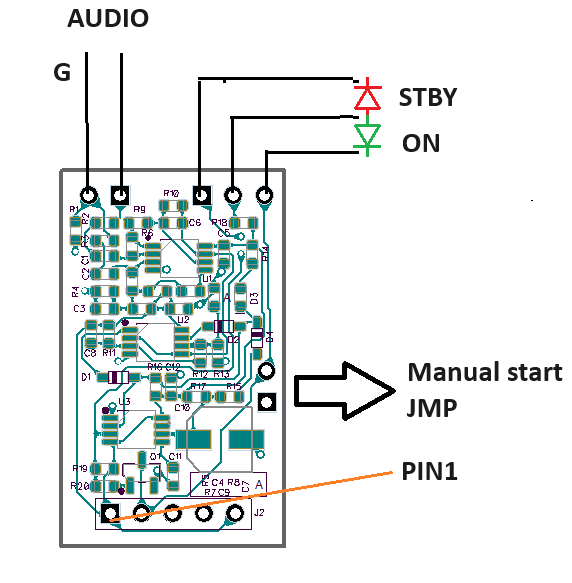 AUDIO
G
STBY
ON
R10
R1
R2
R9
C6
R18
R3
R6
C5
R14
C1
C2
U1
R4
A
D3
C3
U2
D2
D4
C8
R11
R12
R13
D1
R16
C12
Manual start
JMP
R17
R15
U3
C10
R19
Q1
C11
PIN1
R20
R5
C4
R8
R7
C9
C7
A
J2